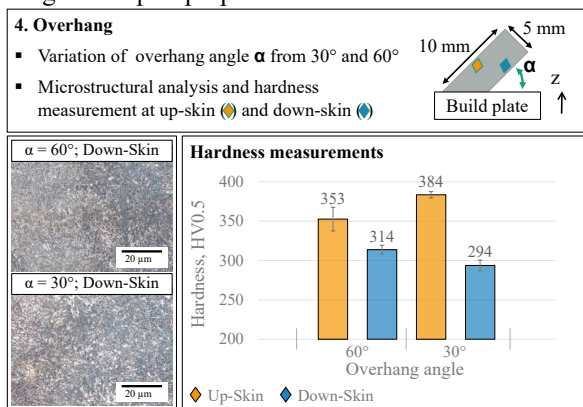 4. Overhang
▪ Variation of overhang angle α from 30° and 60°
▪ Microstructural analysis and hardness
measurement at up-skin () and down-skin ()
10 mm
5 mm
α
Build plate
z
α = 60°; Down-Skin
20 µm
α = 30°; Down-Skin
20 µm
Hardness measurements
Hardness, HV0.5
400
350
300
250
200
353
314
384
294
60°
30°
Overhang angle
Up-Skin
Down-Skin